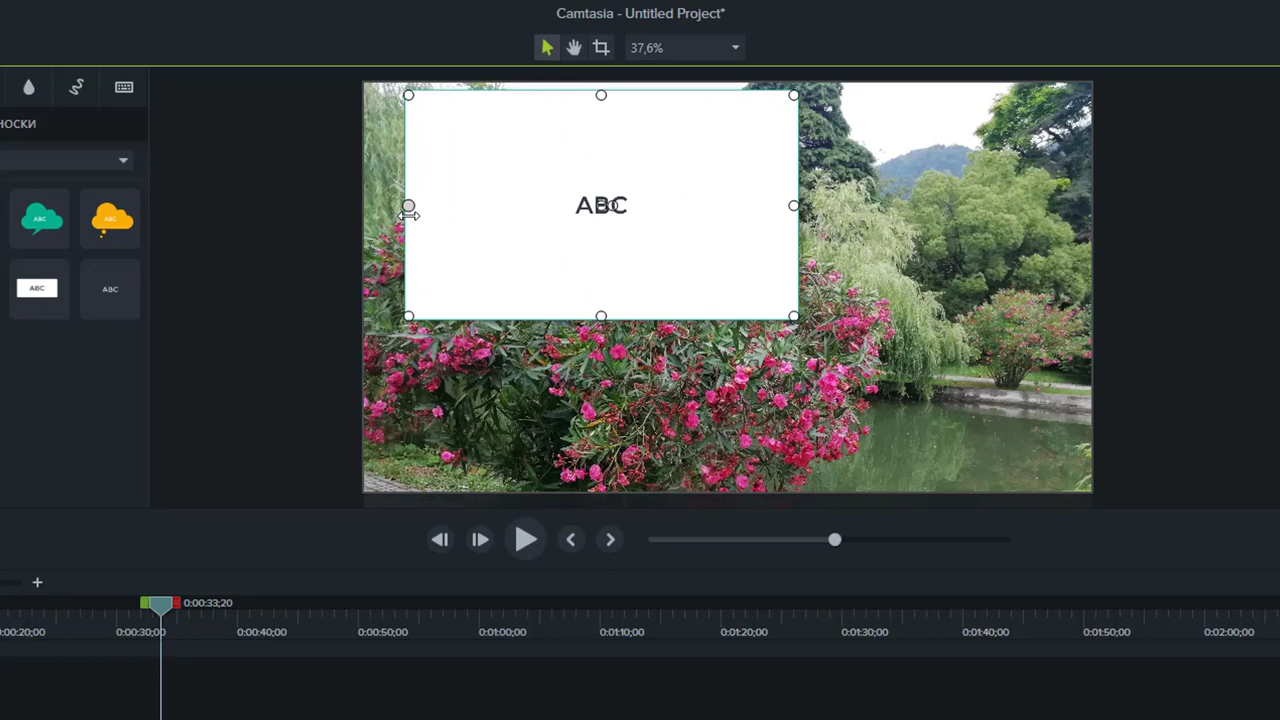 Camtasia - Untitled Project*
37,6%
НОСКИ
ABC
ABC
ABC
ABC
ABC
0:00:33;20
0:00:20;00
0:00:30;00
0:00:40;00
0:00:50;00
0:01:00;00
0:01:10;00
0:01:20;00
0:01:30;00
0:01:40;00
0:01:50;00
0:02:00;00